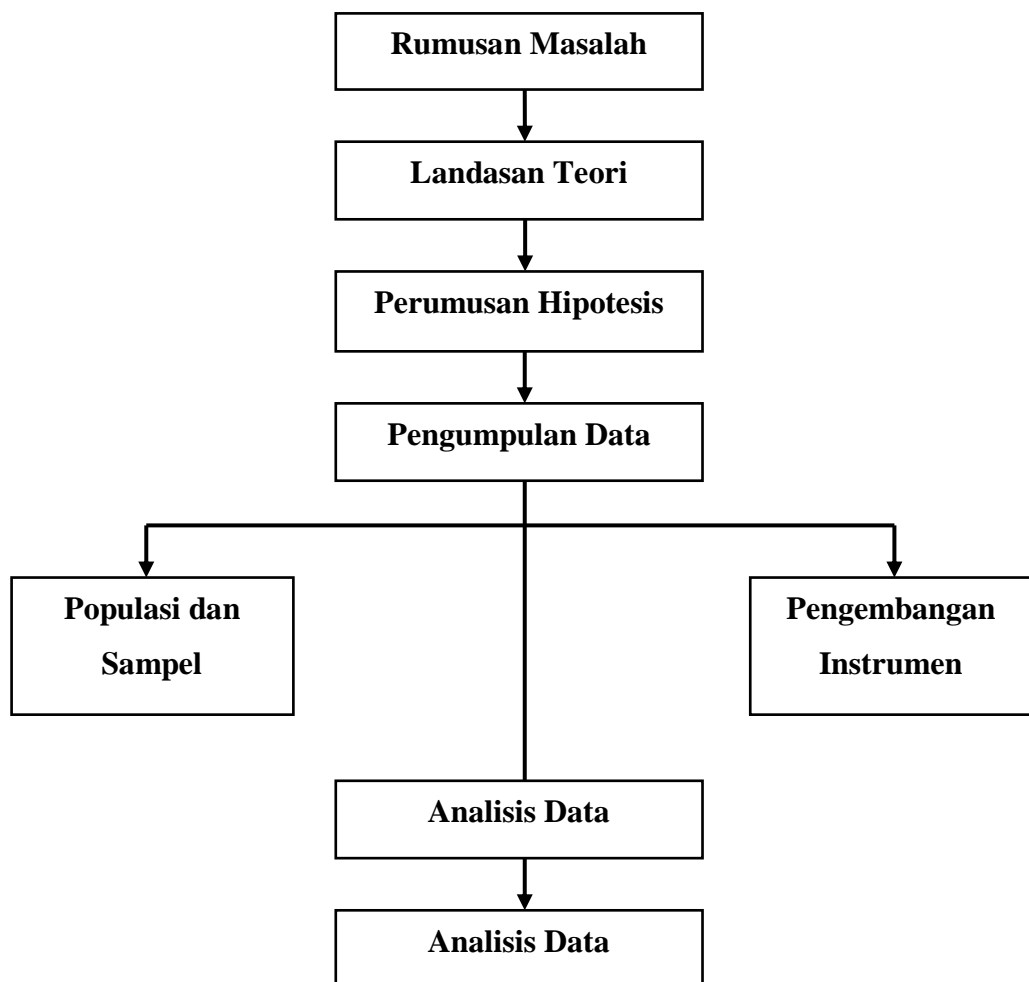 Rumusan Masalah
Landasan Teori
Perumusan Hipotesis
Pengumpulan Data
Populasi dan
Sampel
Pengembangan
Instrumen
Analisis Data
Analisis Data